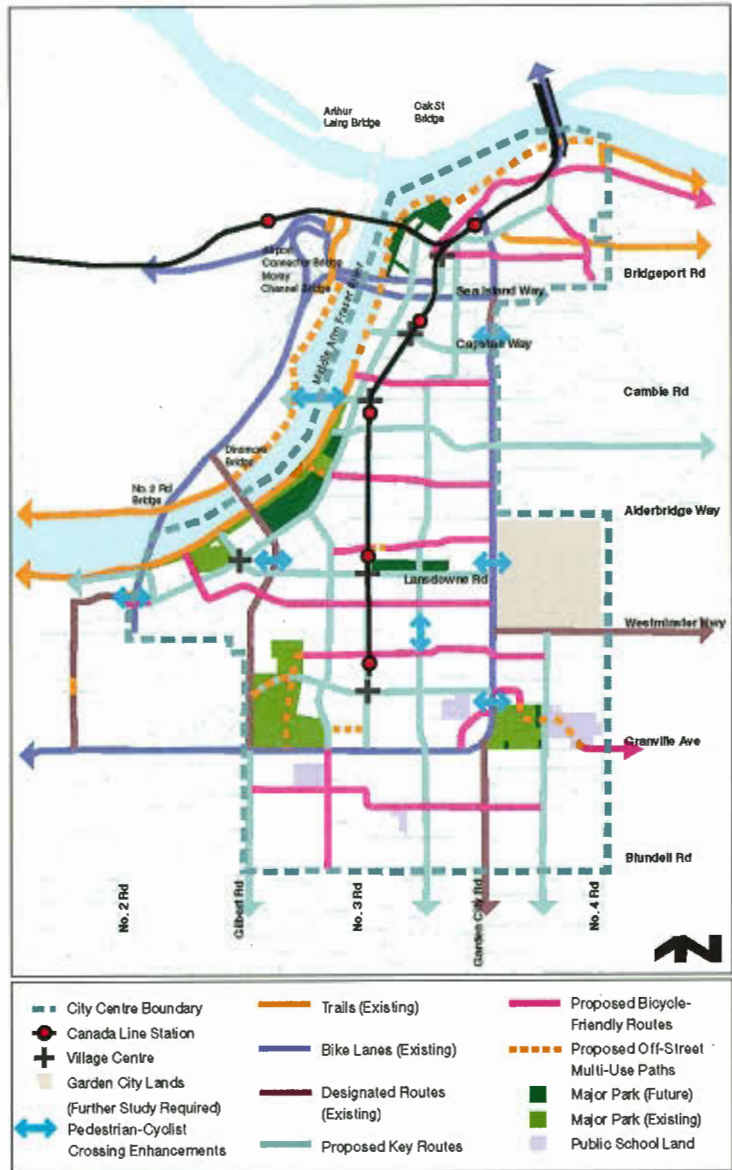 Arthur
Laing Bridge
Oak St
Bridge
Airport
Connector Bridge
Moray
Channel Bridge
Middle Arm Fraser River
Bridgeport Rd
Sea Island Way
Capstan Way
Cambie Rd
Dinsmore
Bridge
No. 2 Rd
Bridge
Alderbridge Way
Lansdowne Rd
Westminster Hwy
Granville Ave
Blundell Rd
No. 2 Rd
Gilbert Rd
No. 3 Rd
Garden City Rd
No. 4 Rd
N
City Centre Boundary
Canada Line Station
Village Centre
Garden City Lands
(Further Study Required)
Pedestrian-Cyclist
Crossing Enhancements
Trails (Existing)
Bike Lanes (Existing)
Designated Routes
(Existing)
Proposed Key Routes
Proposed Bicycle-
Friendly Routes
Proposed Off-Street
Multi-Use Paths
Major Park (Future)
Major Park (Existing)
Public School Land